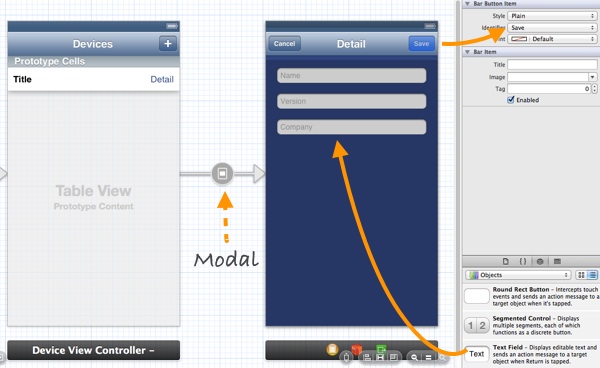 Devices
+
Prototype Cells
Title Detail
Table View
Prototype Content
Device View Controller –
Modal
Cancel Detail Save
Name
Version
Company
Bar Button Item
Style Plain
Identifier Save
Default
Bar Item
Title
Image
Tag 0
Enabled
{ }
Objects
Round Rect Button – Intercepts touch
events and sends an action message to a
target object when it's tapped.
1 2
Segmented Control – Displays
multiple segments, each of which
functions as a discrete button.
Text
Text Field – Displays editable text and
sends an action message to a target
object when Return is tapped.